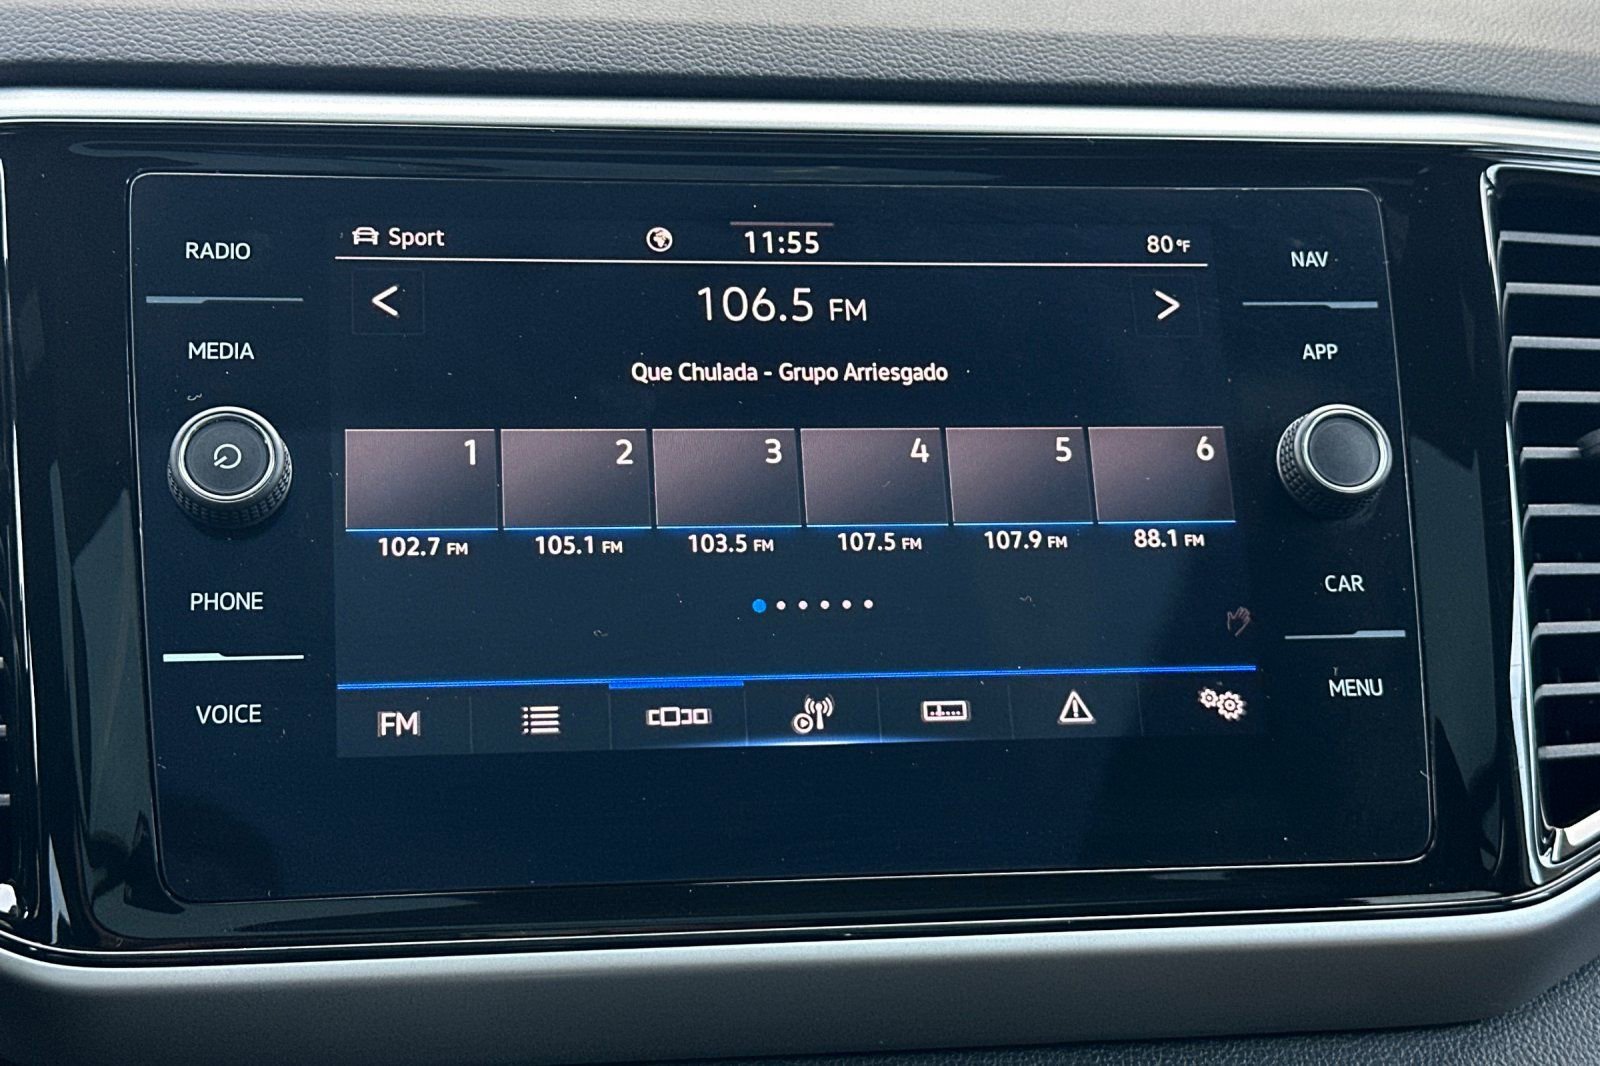 RADIO
MEDIA
PHONE
VOICE
Sport
11:55
80°F
106.5 FM
Que Chulada - Grupo Arriesgado
1 2 3 4 5 6
102.7 FM 105.1 FM 103.5 FM 107.5 FM 107.9 FM 88.1 FM
FM
NAV
APP
CAR
MENU